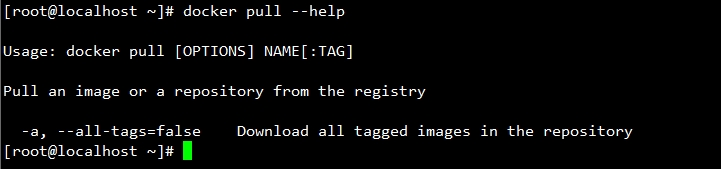 [root@localhost ~]# docker pull --help
Usage: docker pull [OPTIONS] NAME[:TAG]
Pull an image or a repository from the registry
-a, --all-tags=false    Download all tagged images in the repository
[root@localhost ~]#